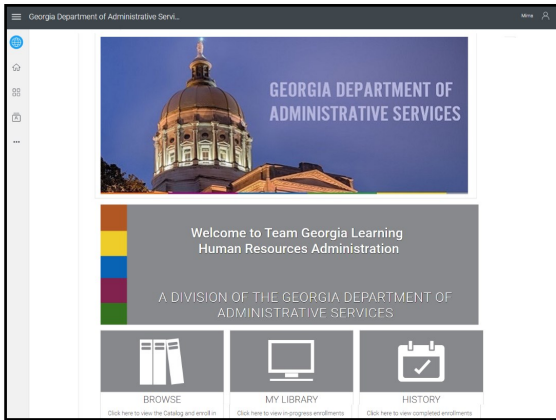 Georgia Department of Administrative Servi...
Mima
GEORGIA DEPARTMENT OF
ADMINISTRATIVE SERVICES
Welcome to Team Georgia Learning
Human Resources Administration
A DIVISION OF THE GEORGIA DEPARTMENT OF
ADMINISTRATIVE SERVICES
BROWSE
MY LIBRARY
HISTORY
Click here to view the Catalog and enroll in
Click here to view in-progress enrollments
Click here to view completed enrollments